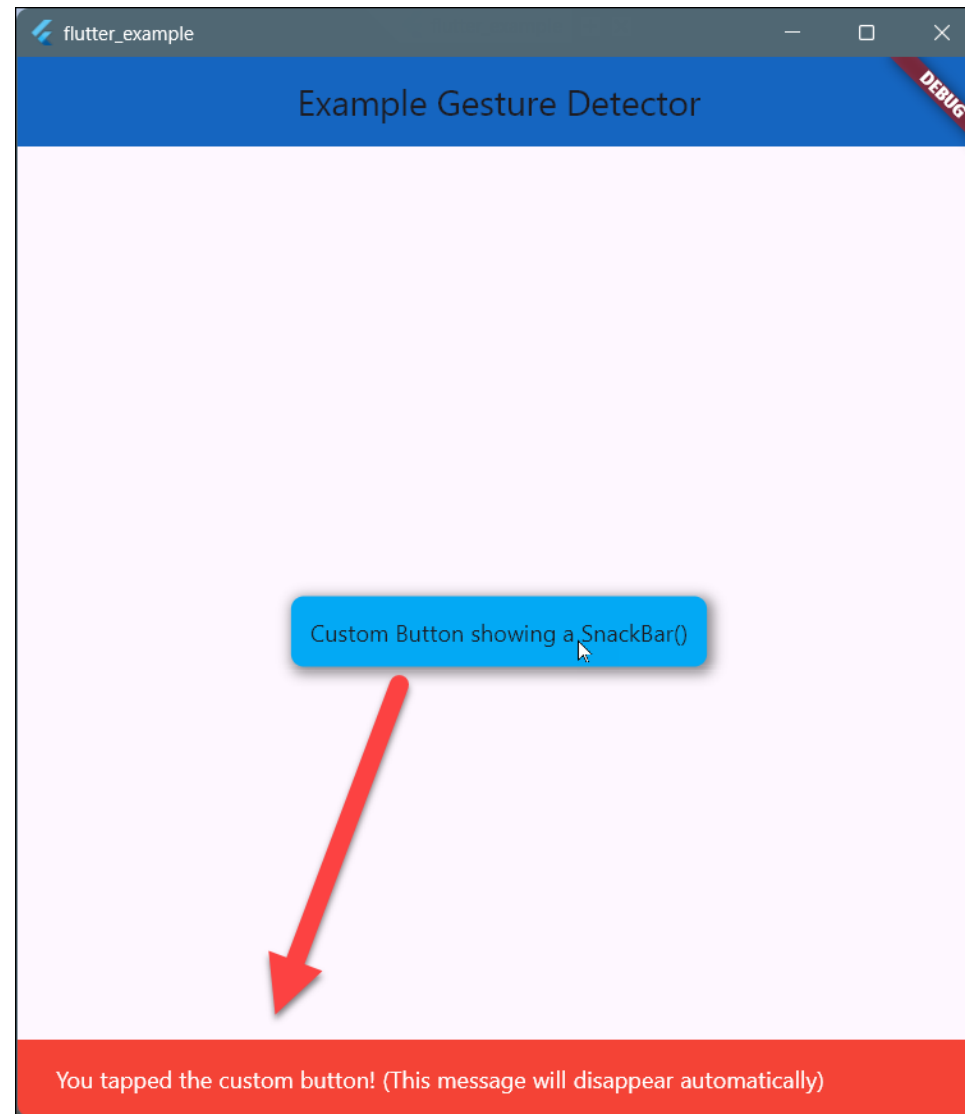 flutter_example
DEBUG
Example Gesture Detector
Custom Button showing a SnackBar()
You tapped the custom button! (This message will disappear automatically)